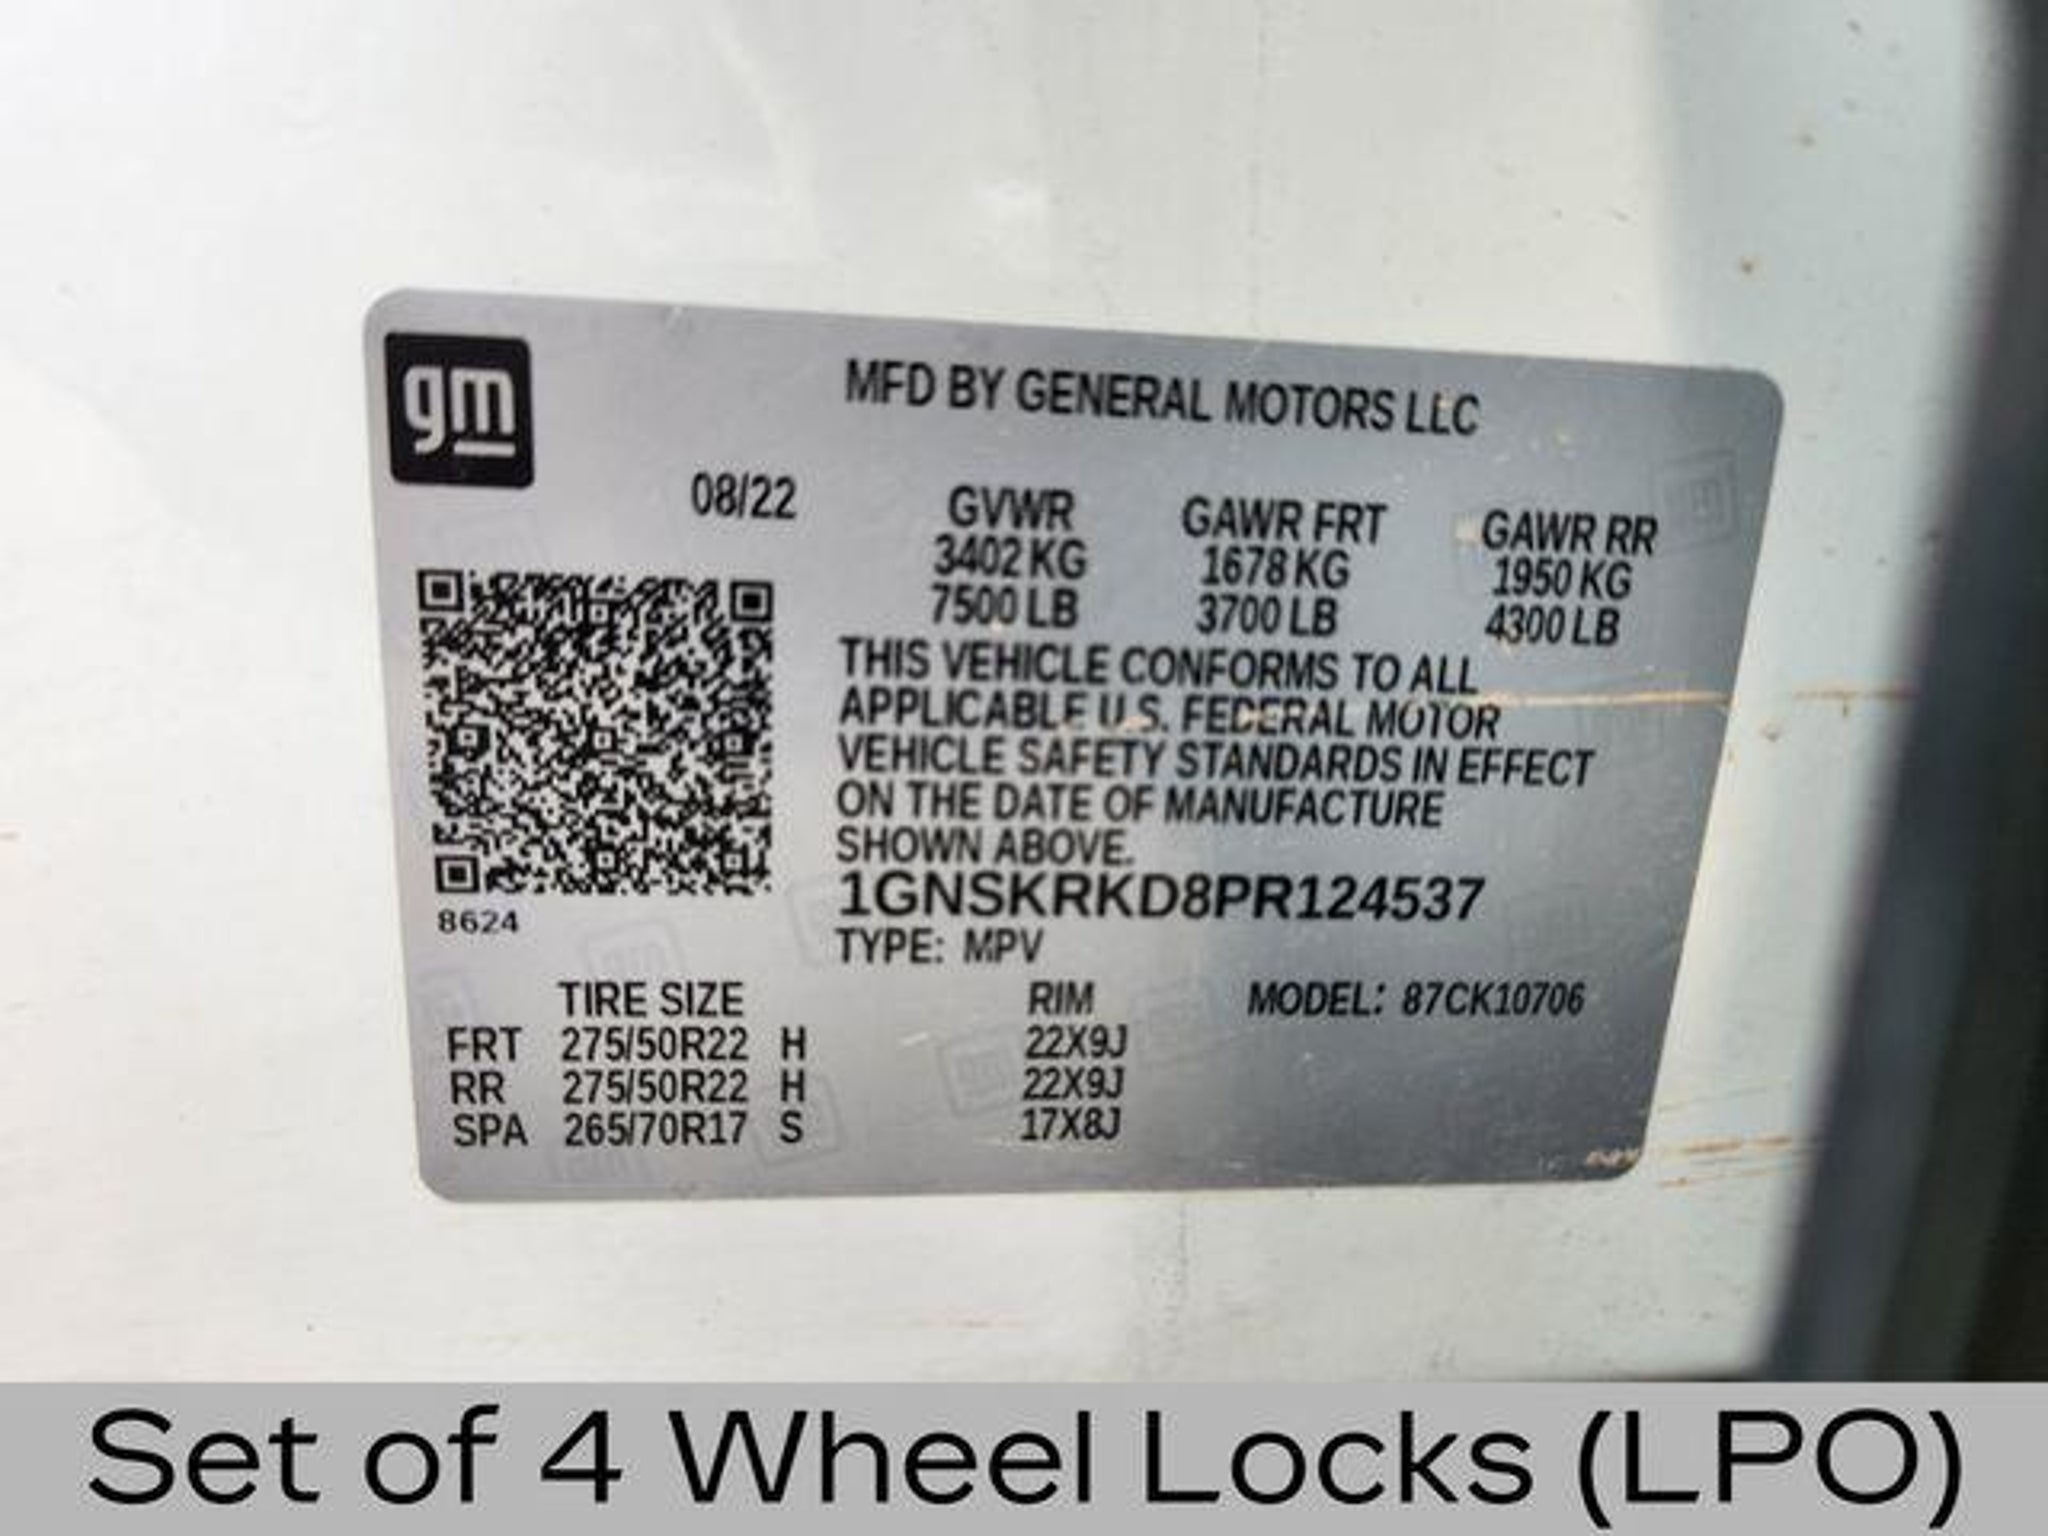 gm
MFD BY GENERAL MOTORS LLC
08/22
GVWR GAWR FRT GAWR RR
3402 KG 1678 KG 1950 KG
7500 LB 3700 LB 4300 LB
THIS VEHICLE CONFORMS TO ALL
APPLICABLE U.S. FEDERAL MOTOR
VEHICLE SAFETY STANDARDS IN EFFECT
ON THE DATE OF MANUFACTURE
SHOWN ABOVE.
1GNSKRKD8PR124537
8624
TYPE: MPV
TIRE SIZE RIM MODEL: 87CK10706
FRT 275/50R22 H 22X9J
RR 275/50R22 H 22X9J
SPA 265/70R17 S 17X8J
Set of 4 Wheel Locks (LPO)